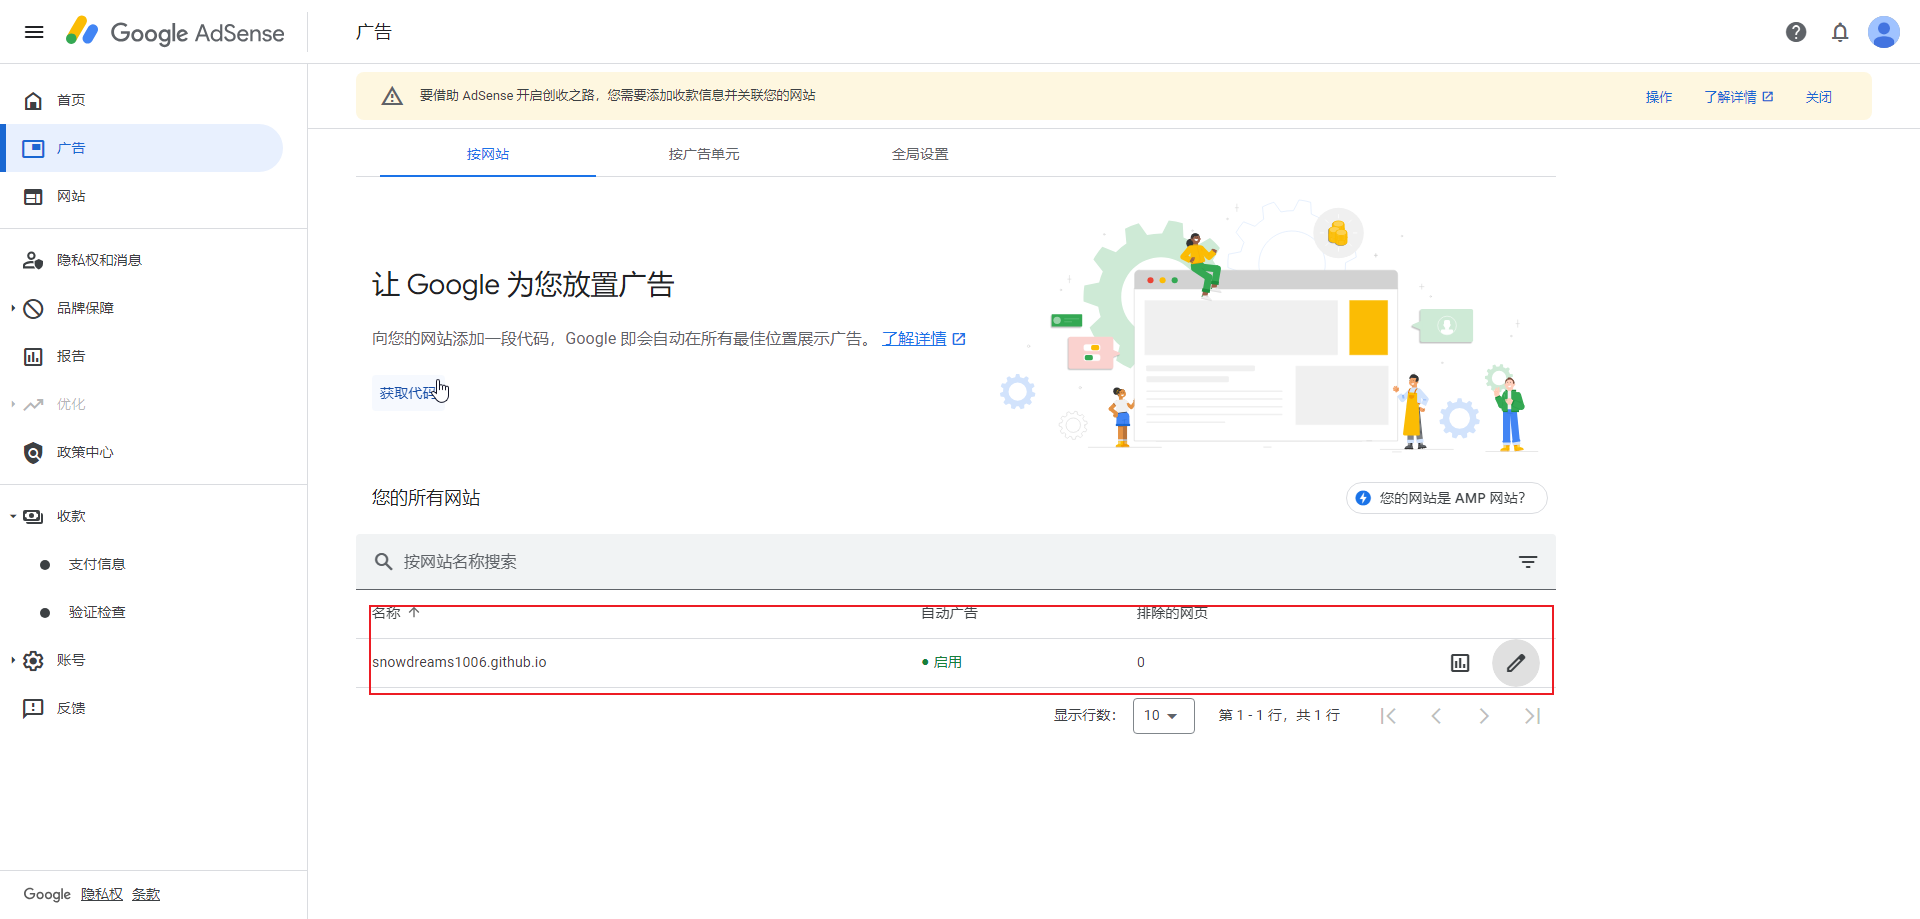 Google AdSense
广告
首页
广告
网站
隐私权和消息
品牌保障
报告
优化
政策中心
收款
支付信息
验证检查
账号
反馈
Google 隐私权 条款
要借助 AdSense 开启创收之路，您需要添加收款信息并关联您的网站
操作 了解详情 关闭
按网站 按广告单元 全局设置
让 Google 为您放置广告
向您的网站添加一段代码，Google 即会自动在所有最佳位置展示广告。 了解详情
获取代码
您的所有网站
您的网站是 AMP 网站？
按网站名称搜索
名称 自动广告 排除的网页
snowdreams1006.github.io 启用 0
显示行数： 10 第 1 - 1 行，共 1 行